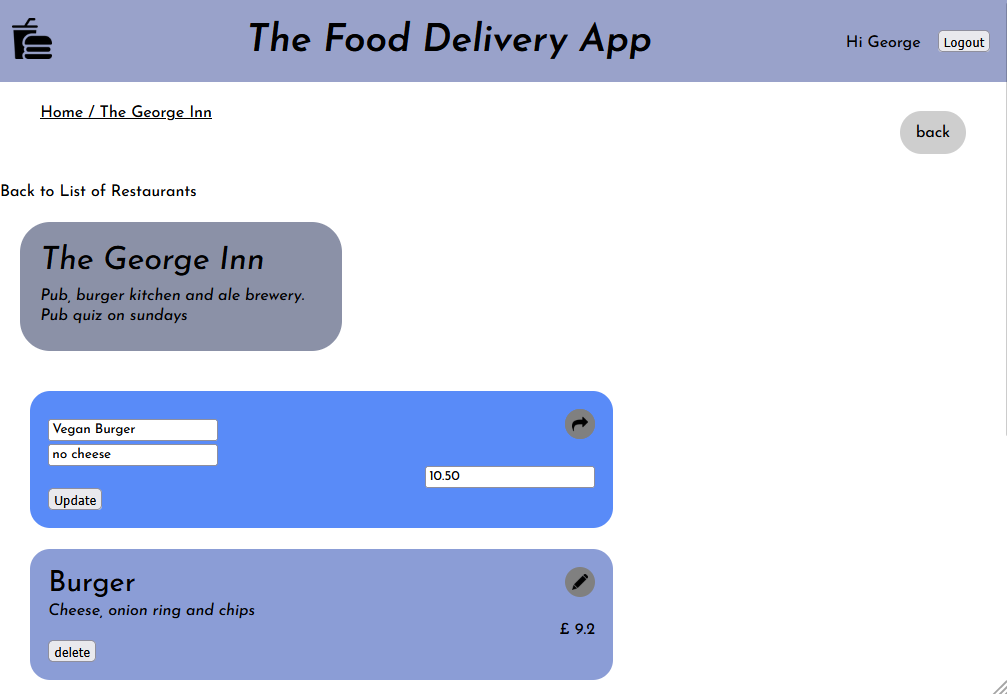 The Food Delivery App
Hi George
Logout
Home / The George Inn
back
Back to List of Restaurants
The George Inn
Pub, burger kitchen and ale brewery.
Pub quiz on sundays
Vegan Burger
no cheese
10.50
Update
Burger
Cheese, onion ring and chips
£ 9.2
delete